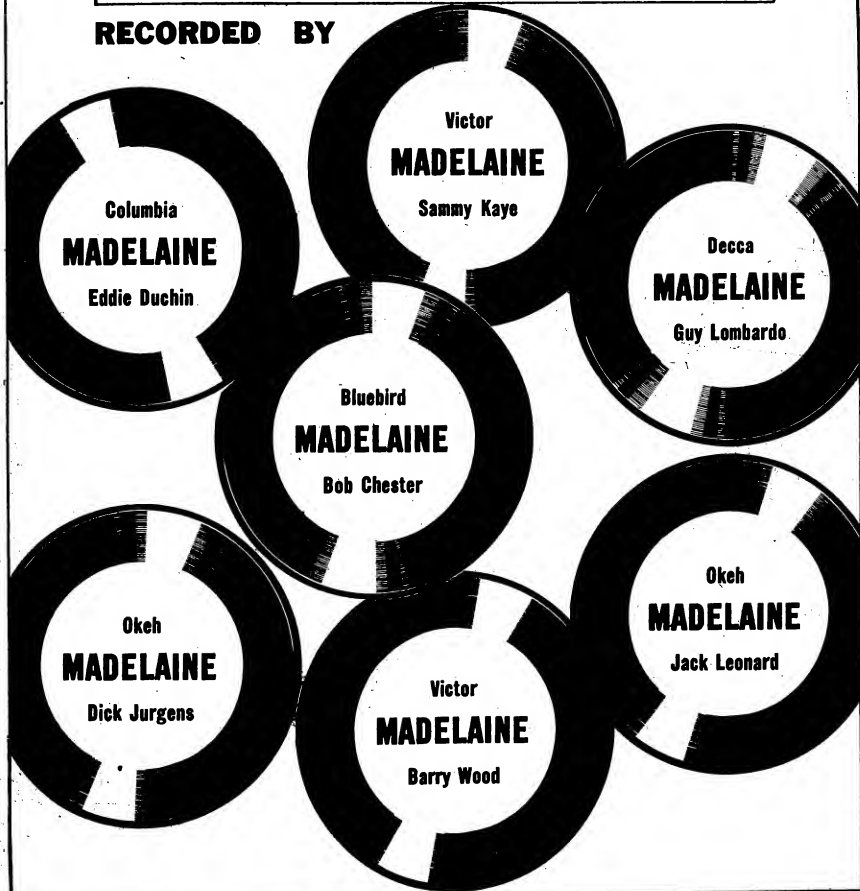 RECORDED BY
Victor
MADELAINE
Sammy Kaye
Columbia
MADELAINE
Eddie Duchin
Decca
MADELAINE
Guy Lombardo
Bluebird
MADELAINE
Bob Chester
Okeh
MADELAINE
Jack Leonard
Okeh
MADELAINE
Dick Jurgens
Victor
MADELAINE
Barry Wood